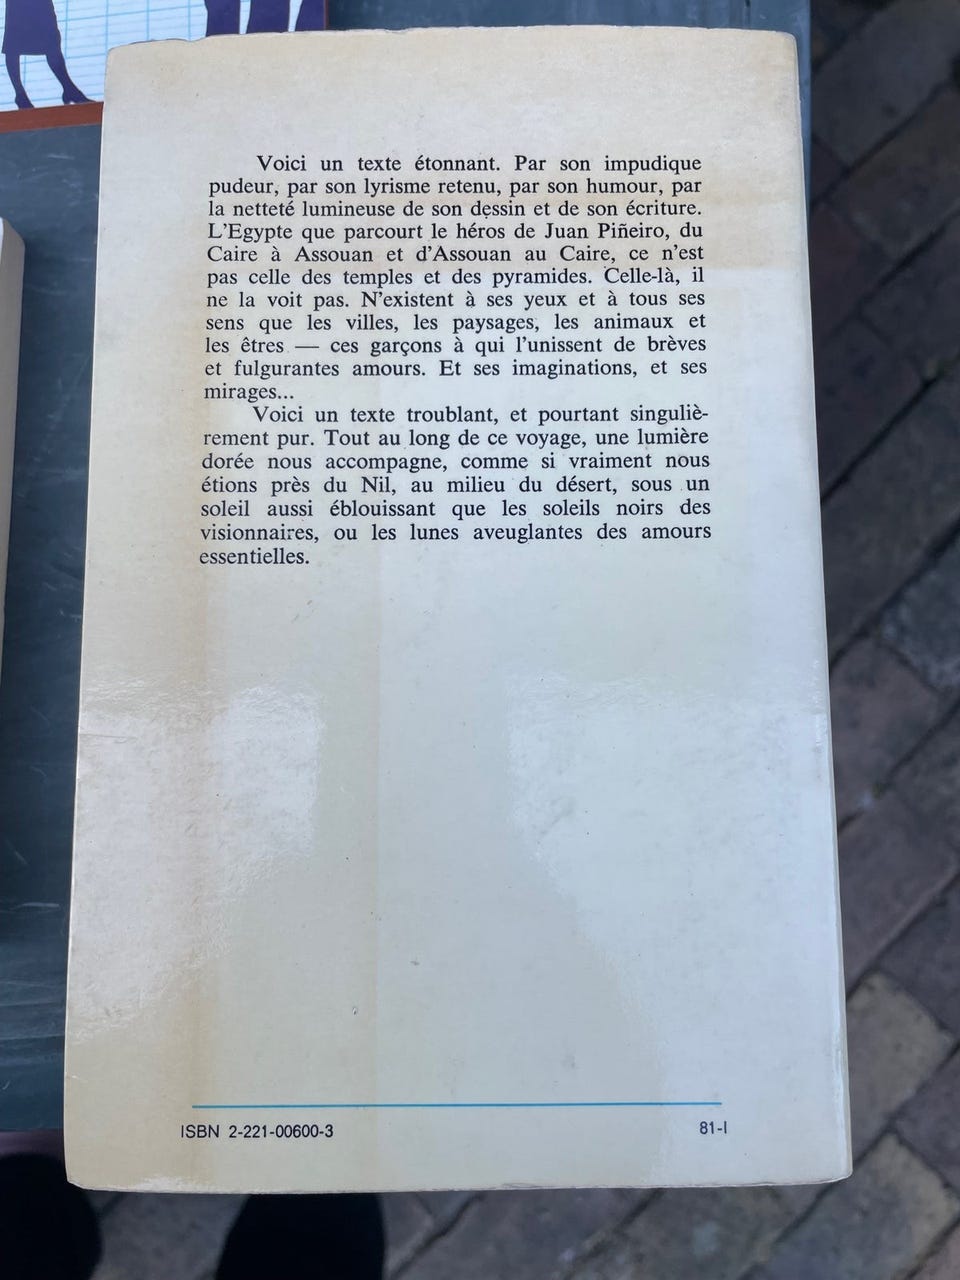 Voici un texte étonnant. Par son impudique
pudeur, par son lyrisme retenu, par son humour, par
la netteté lumineuse de son dessin et de son écriture.
L'Egypte que parcourt le héros de Juan Piñeiro, du
Caire à Assouan et d'Assouan au Caire, ce n'est
pas celle des temples et des pyramides. Celle-là, il
ne la voit pas. N'existent à ses yeux et à tous ses
sens que les villes, les paysages, les animaux et
les êtres — ces garçons à qui l'unissent de brèves
et fulgurantes amours. Et ses imaginations, et ses
mirages...
Voici un texte troublant, et pourtant singuliè-
rement pur. Tout au long de ce voyage, une lumière
dorée nous accompagne, comme si vraiment nous
étions près du Nil, au milieu du désert, sous un
soleil aussi éblouissant que les soleils noirs des
visionnaires, ou les lunes aveuglantes des amours
essentielles.
ISBN 2-221-00600-3
81-I